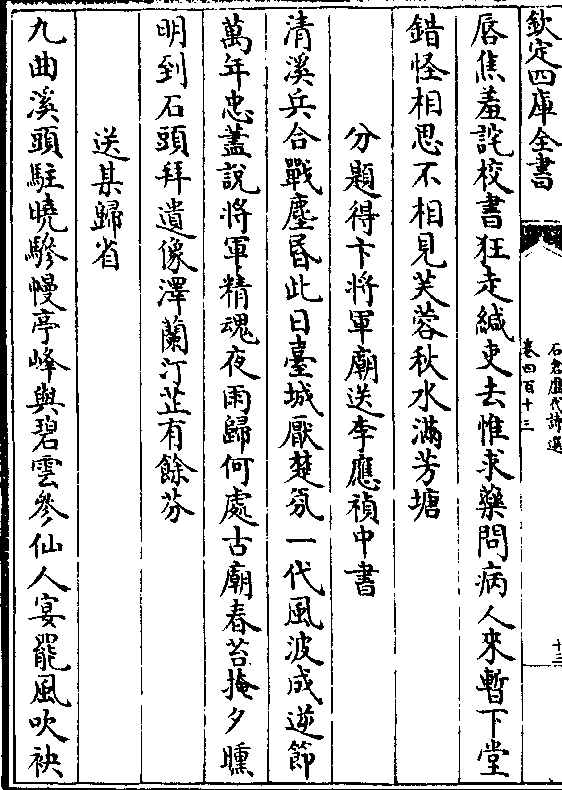 欽定四庫全書
石倉歷代詩選
卷四百十三
十三
唇焦羞詫校書狂走緘吏去惟求藥問病人來暫下堂
錯怪相思不相見芙蓉秋水滿芳塘
分題得卞將軍廟送李應禎中書
清溪兵合戰塵昏此日臺城厭楚氛一代風波成逆節
萬年忠藎說將軍精魂夜雨歸何處古廟春苔掩夕曛
明到石頭拜遺像澤蘭汀芷有餘芬
送某歸省
九曲溪頭駐曉驂幔亭峰與碧雲參仙人宴罷風吹袂